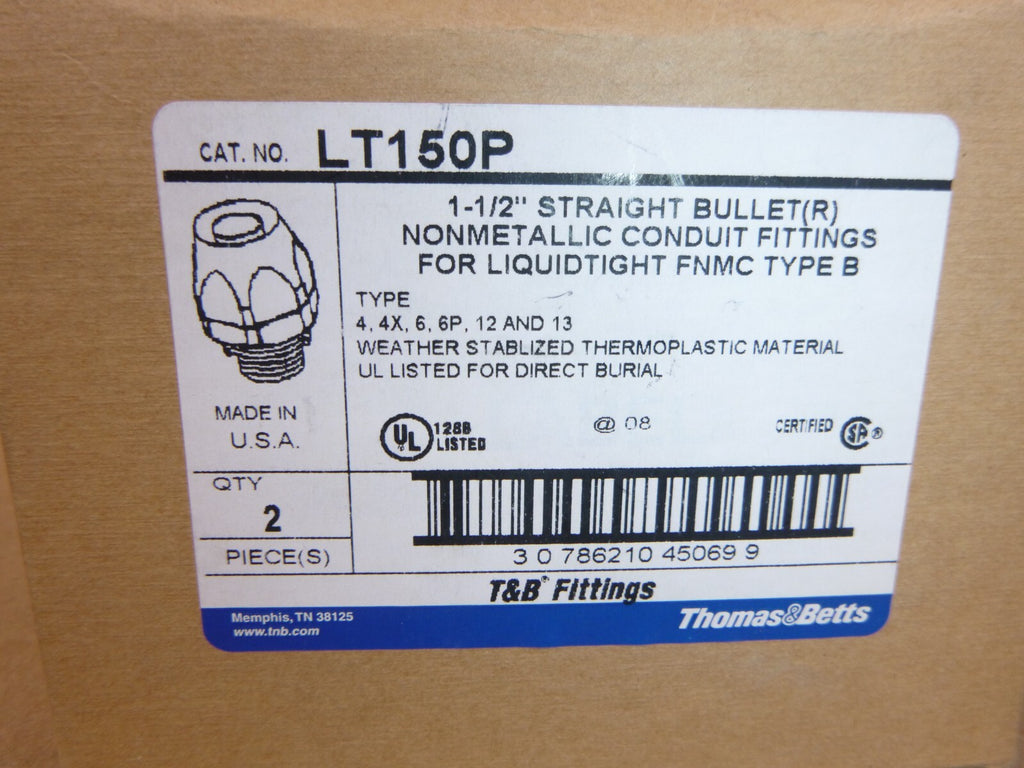 CAT. NO. LT150P
1-1/2" STRAIGHT BULLET(R)
NONMETALLIC CONDUIT FITTINGS
FOR LIQUIDTIGHT FNMC TYPE B
TYPE
4, 4X, 6, 6P, 12 AND 13
WEATHER STABLIZED THERMOPLASTIC MATERIAL
UL LISTED FOR DIRECT BURIAL
MADE IN
U.S.A.
UL 128B
LISTED
@ 08
CERTIFIED SA ®
QTY
2
PIECE(S)
3 0 786210 45069 9
T&B® Fittings
Memphis, TN 38125
www.tnb.com
Thomas&Betts